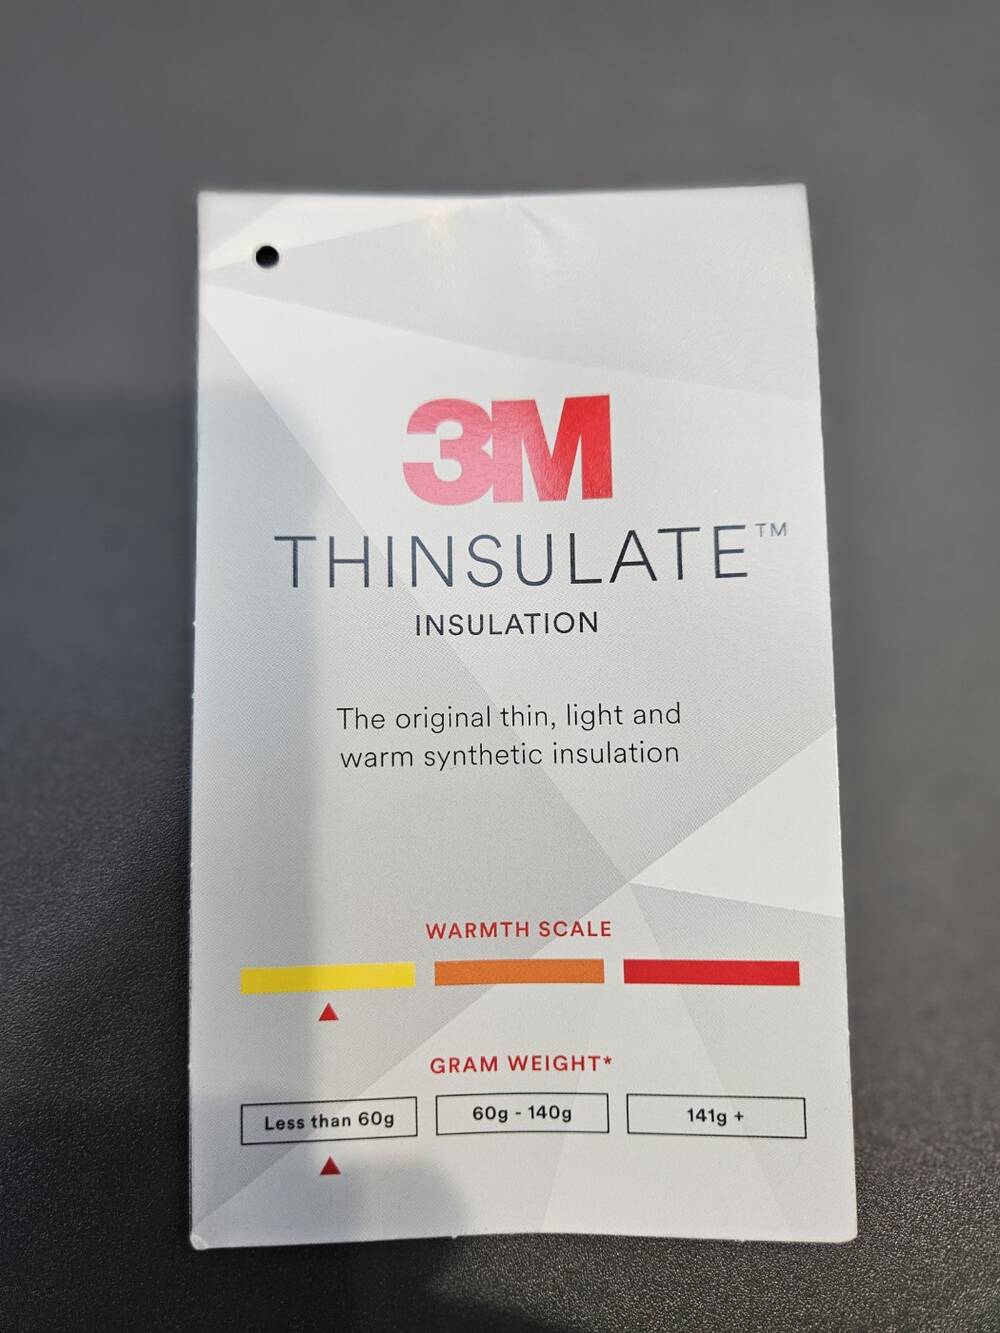 3M
THINSULATE™
INSULATION
The original thin, light and
warm synthetic insulation
WARMTH SCALE
GRAM WEIGHT*
Less than 60g 60g - 140g 141g +